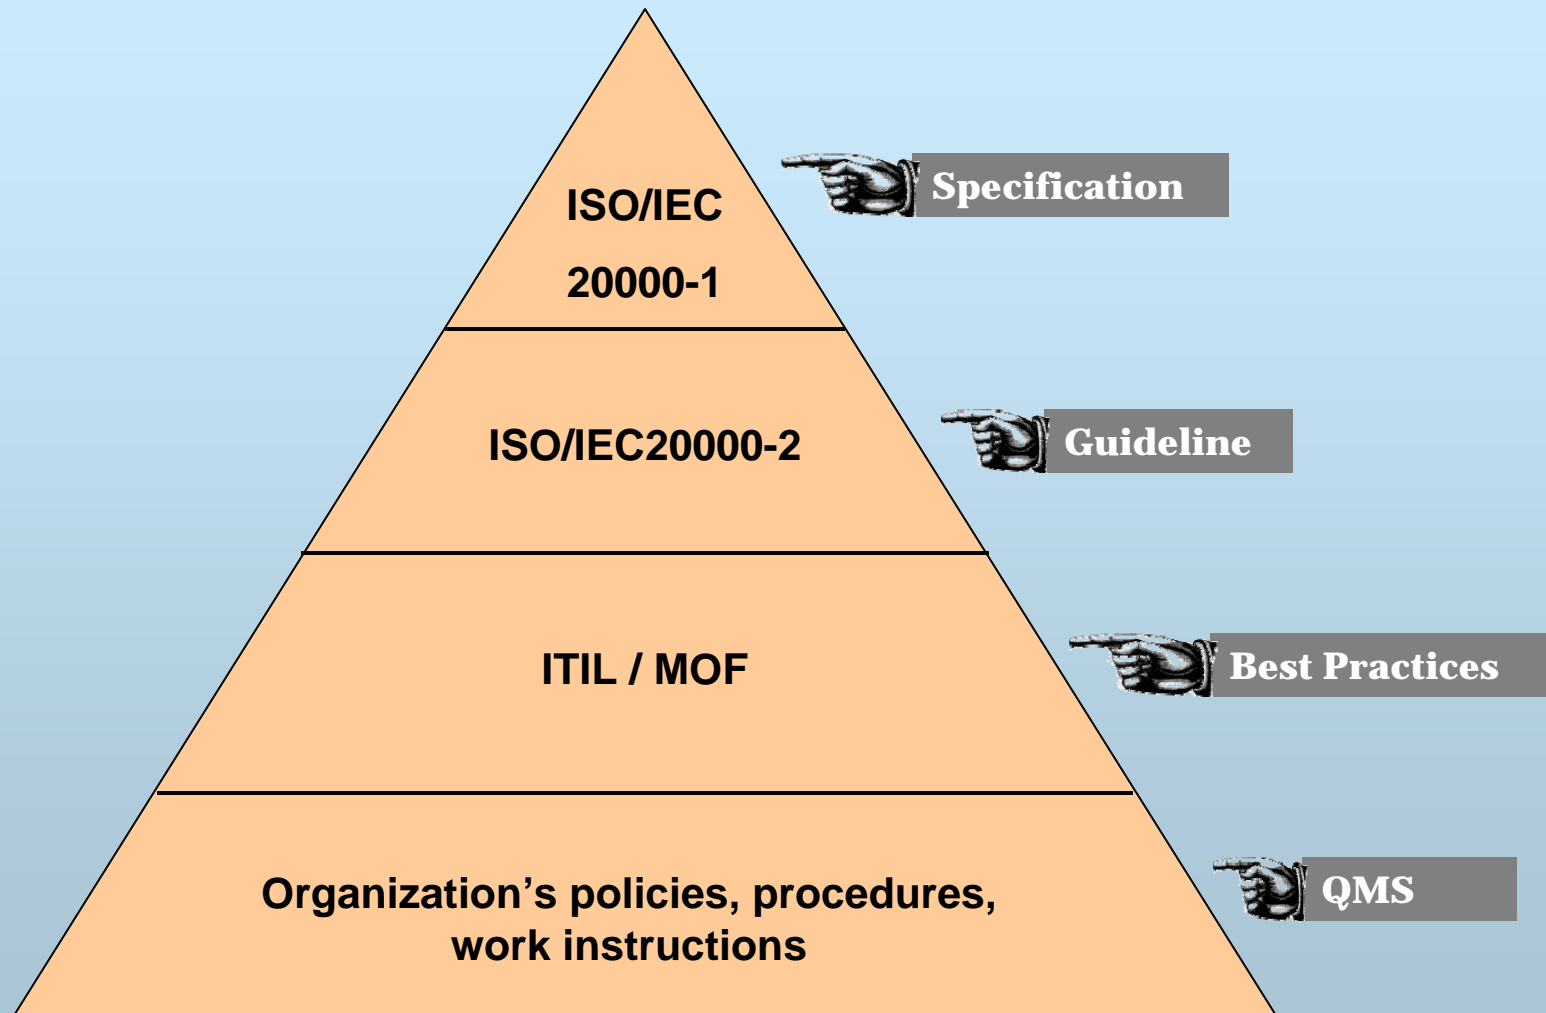 ISO/IEC
20000-1
Specification
ISO/IEC20000-2
Guideline
ITIL / MOF
Best Practices
Organization’s policies, procedures,
work instructions
QMS